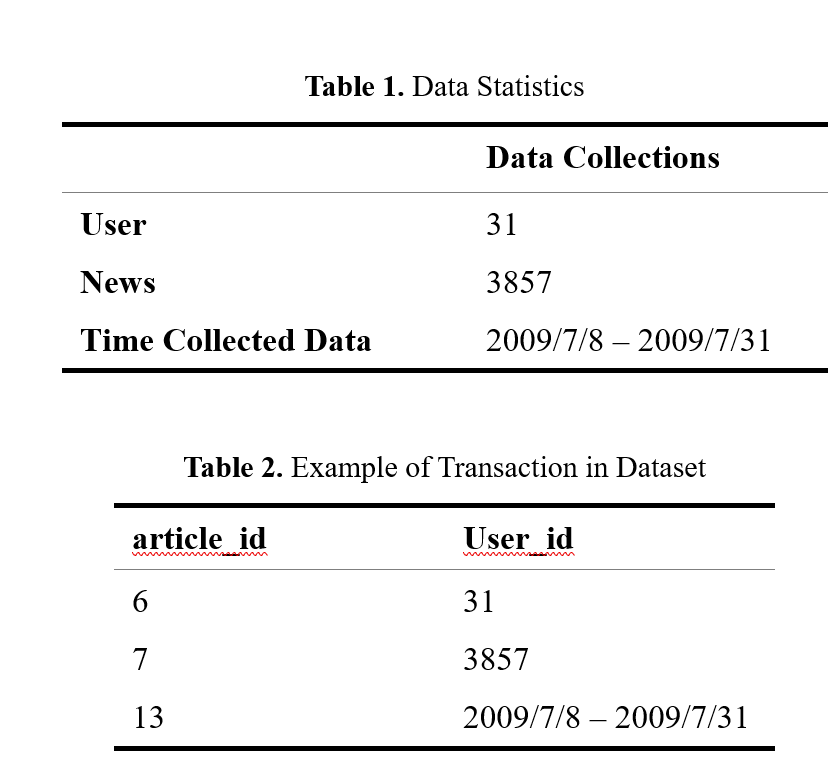 Table 1. Data Statistics
Data Collections
User 31
News 3857
Time Collected Data 2009/7/8 – 2009/7/31
Table 2. Example of Transaction in Dataset
article_id User_id
6 31
7 3857
13 2009/7/8 – 2009/7/31